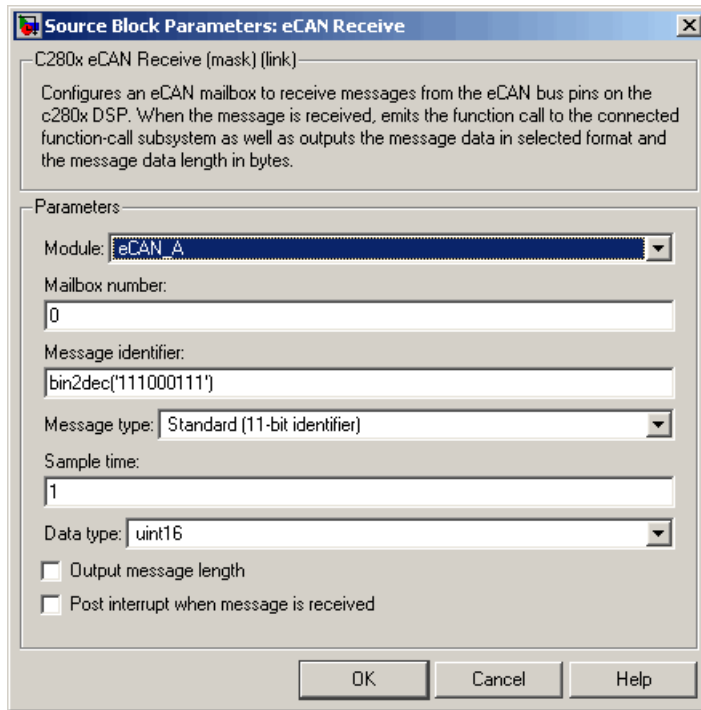 Source Block Parameters: eCAN Receive
C280x eCAN Receive (mask) (link)
Configures an eCAN mailbox to receive messages from the eCAN bus pins on the
c280x DSP. When the message is received, emits the function call to the connected
function-call subsystem as well as outputs the message data in selected format and
the message data length in bytes.
Parameters
Module: eCAN_A
Mailbox number:
0
Message identifier:
bin2dec('111000111')
Message type: Standard (11-bit identifier)
Sample time:
1
Data type: uint16
Output message length
Post interrupt when message is received
OK Cancel Help